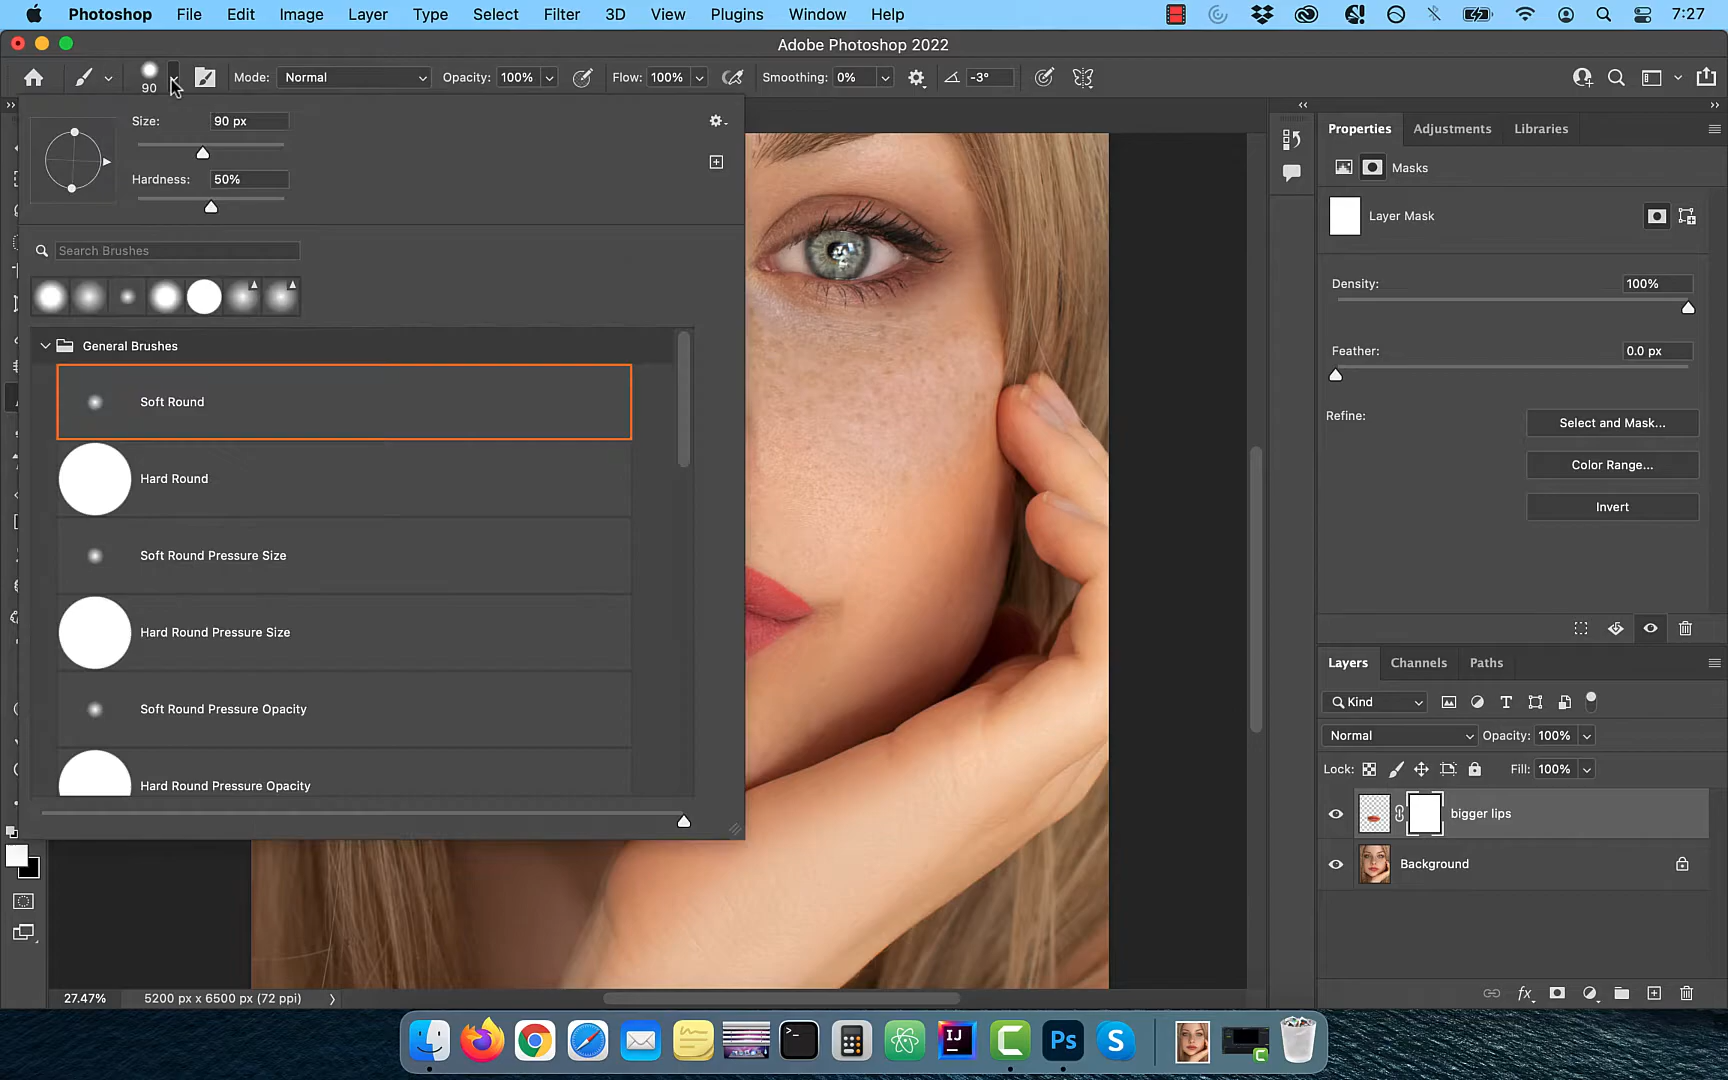 Photoshop File Edit Image Layer Type Select Filter 3D View Plugins Window Help 7:27
Adobe Photoshop 2022
90 Mode: Normal Opacity: 100% Flow: 100% Smoothing: 0% -3°
Size: 90 px
Hardness: 50%
Search Brushes
General Brushes
Soft Round
Hard Round
Soft Round Pressure Size
Hard Round Pressure Size
Soft Round Pressure Opacity
Hard Round Pressure Opacity
Properties Adjustments Libraries
Masks
Layer Mask
Density: 100%
Feather: 0.0 px
Refine: Select and Mask...
Color Range...
Invert
Layers Channels Paths
Kind
Normal Opacity: 100%
Lock: Fill: 100%
bigger lips
Background
fx
27.47% 5200 px x 6500 px (72 ppi)
IJ
C
Ps
S